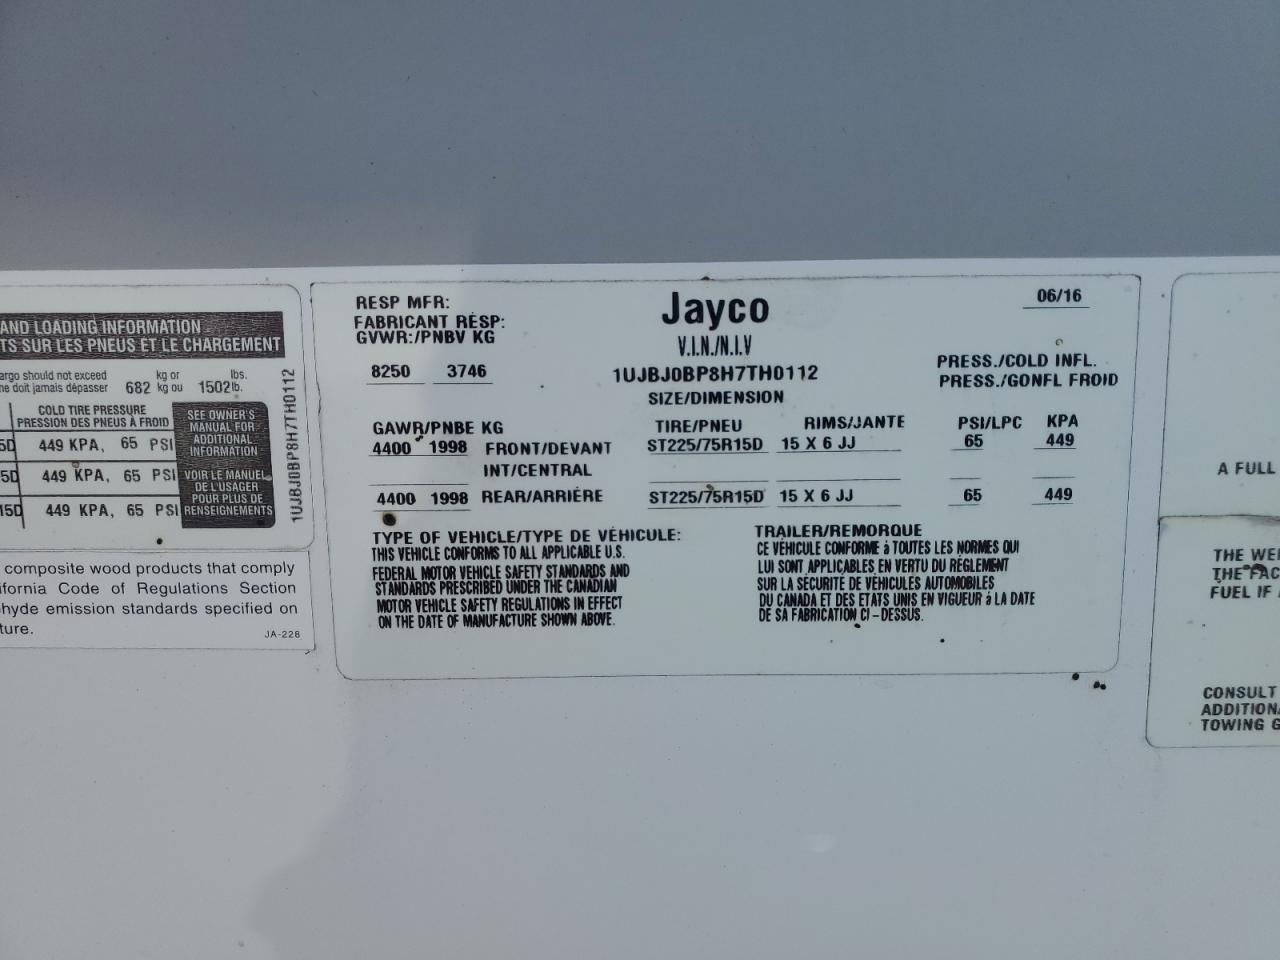 AND LOADING INFORMATION
TS SUR LES PNEUS ET LE CHARGEMENT
argo should not exceed
ne doit jamais dépasser
682 kg or kg ou 1502 lbs. lb.
COLD TIRE PRESSURE
PRESSION DES PNEUS À FROID
5D 449 KPA, 65 PSI
5D 449 KPA, 65 PSI
15D 449 KPA, 65 PSI
SEE OWNER'S
MANUAL FOR
ADDITIONAL
INFORMATION
VOIR LE MANUEL
DE L'USAGER
POUR PLUS DE
RENSEIGNEMENTS
1UJBJ0BP8H7TH0112
composite wood products that comply
ifornia Code of Regulations Section
hyde emission standards specified on
ture.
JA-228
RESP MFR:
FABRICANT RESP:
GVWR:/PNBV KG
8250 3746
Jayco
V.I.N./N.I.V
1UJBJ0BP8H7TH0112
SIZE/DIMENSION
06/16
PRESS./COLD INFL.
PRESS./GONFL FROID
GAWR/PNBE KG TIRE/PNEU RIMS/JANTE PSI/LPC KPA
4400 1998 FRONT/DEVANT ST225/75R15D 15 X 6 JJ 65 449
INT/CENTRAL
4400 1998 REAR/ARRIÈRE ST225/75R15D 15 X 6 JJ 65 449
TYPE OF VEHICLE/TYPE DE VÉHICULE: TRAILER/REMORQUE
THIS VEHICLE CONFORMS TO ALL APPLICABLE U.S.
FEDERAL MOTOR VEHICLE SAFETY STANDARDS AND
STANDARDS PRESCRIBED UNDER THE CANADIAN
MOTOR VEHICLE SAFETY REGULATIONS IN EFFECT
ON THE DATE OF MANUFACTURE SHOWN ABOVE.
CE VÉHICULE CONFORME à TOUTES LES NORMES QUI
LUI SONT APPLICABLES EN VERTU DU RÈGLEMENT
SUR LA SÉCURITÉ DE VÉHICULES AUTOMOBILES
DU CANADA ET DES ETATS UNIS EN VIGUEUR à LA DATE
DE SA FABRICATION CI-DESSUS.
A FULL
THE WEI
THE FAC
FUEL IF
CONSULT
ADDITIONA
TOWING G